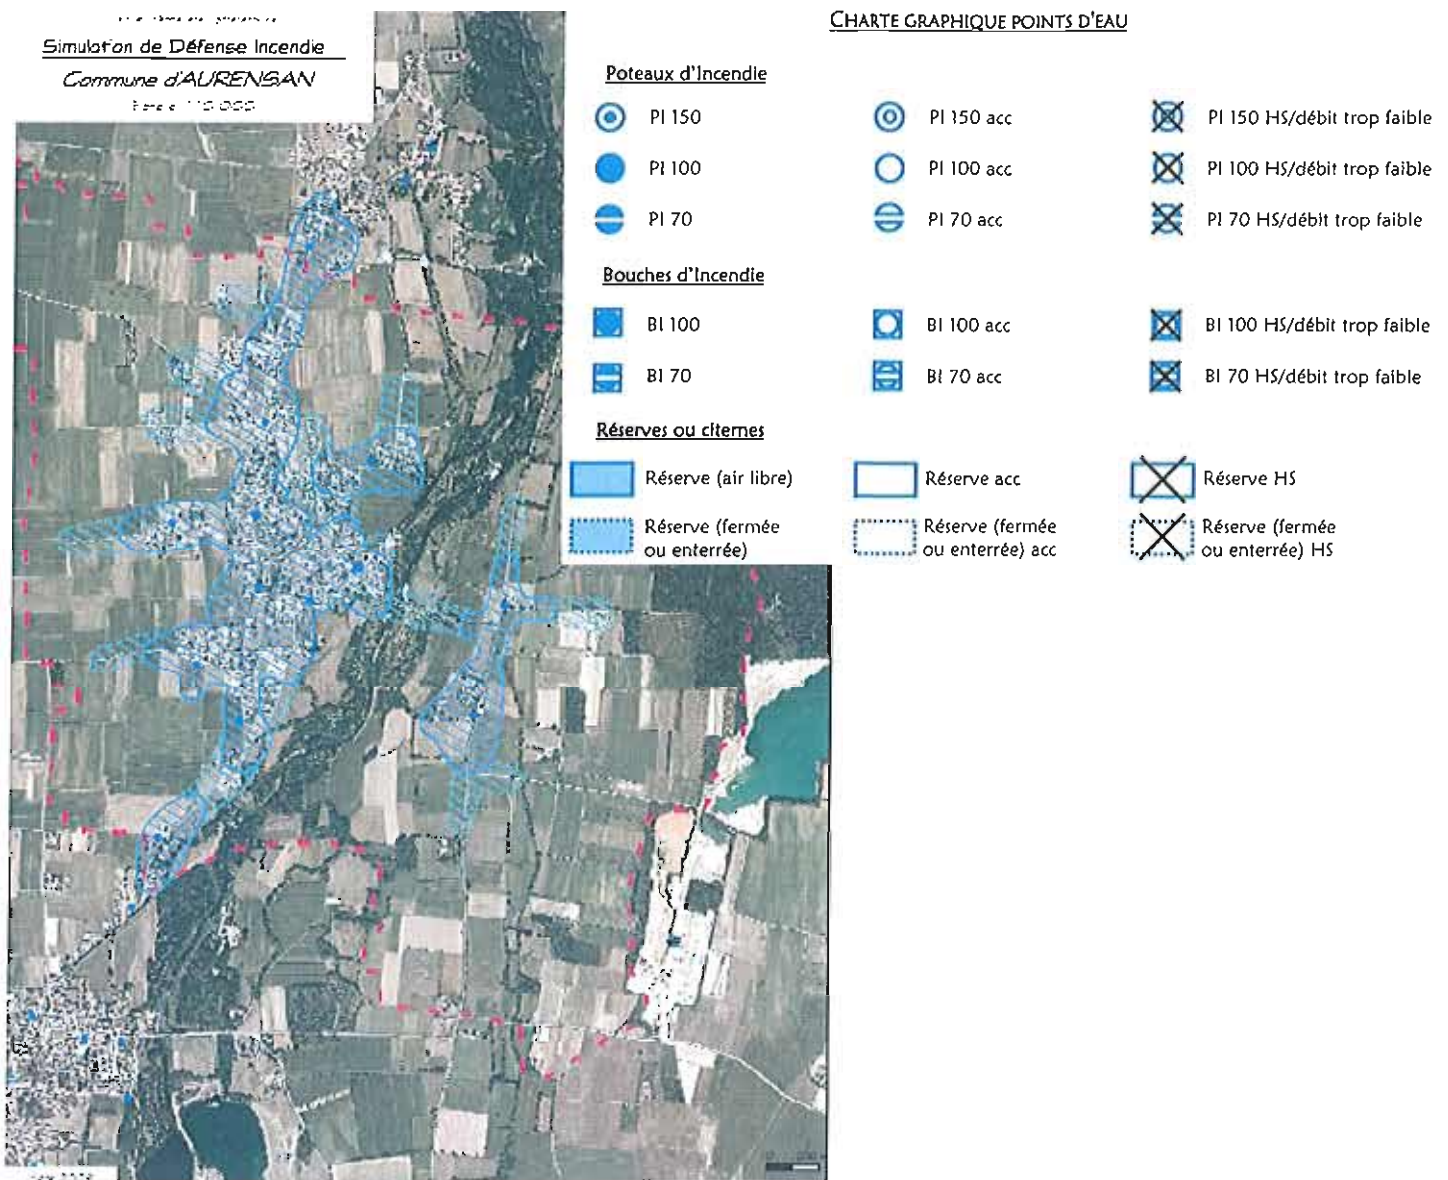 Simulation de Défense Incendie
Commune d'AURENSAN
CHARTE GRAPHIQUE POINTS D'EAU
Poteaux d'Incendie
PI 150
PI 150 acc
PI 150 HS/débit trop faible
PI 100
PI 100 acc
PI 100 HS/débit trop faible
PI 70
PI 70 acc
PI 70 HS/débit trop faible
Bouches d'Incendie
BI 100
BI 100 acc
BI 100 HS/débit trop faible
BI 70
BI 70 acc
BI 70 HS/débit trop faible
Réserves ou citernes
Réserve (air libre)
Réserve acc
Réserve HS
Réserve (fermée
ou enterrée)
Réserve (fermée
ou enterrée) acc
Réserve (fermée
ou enterrée) HS